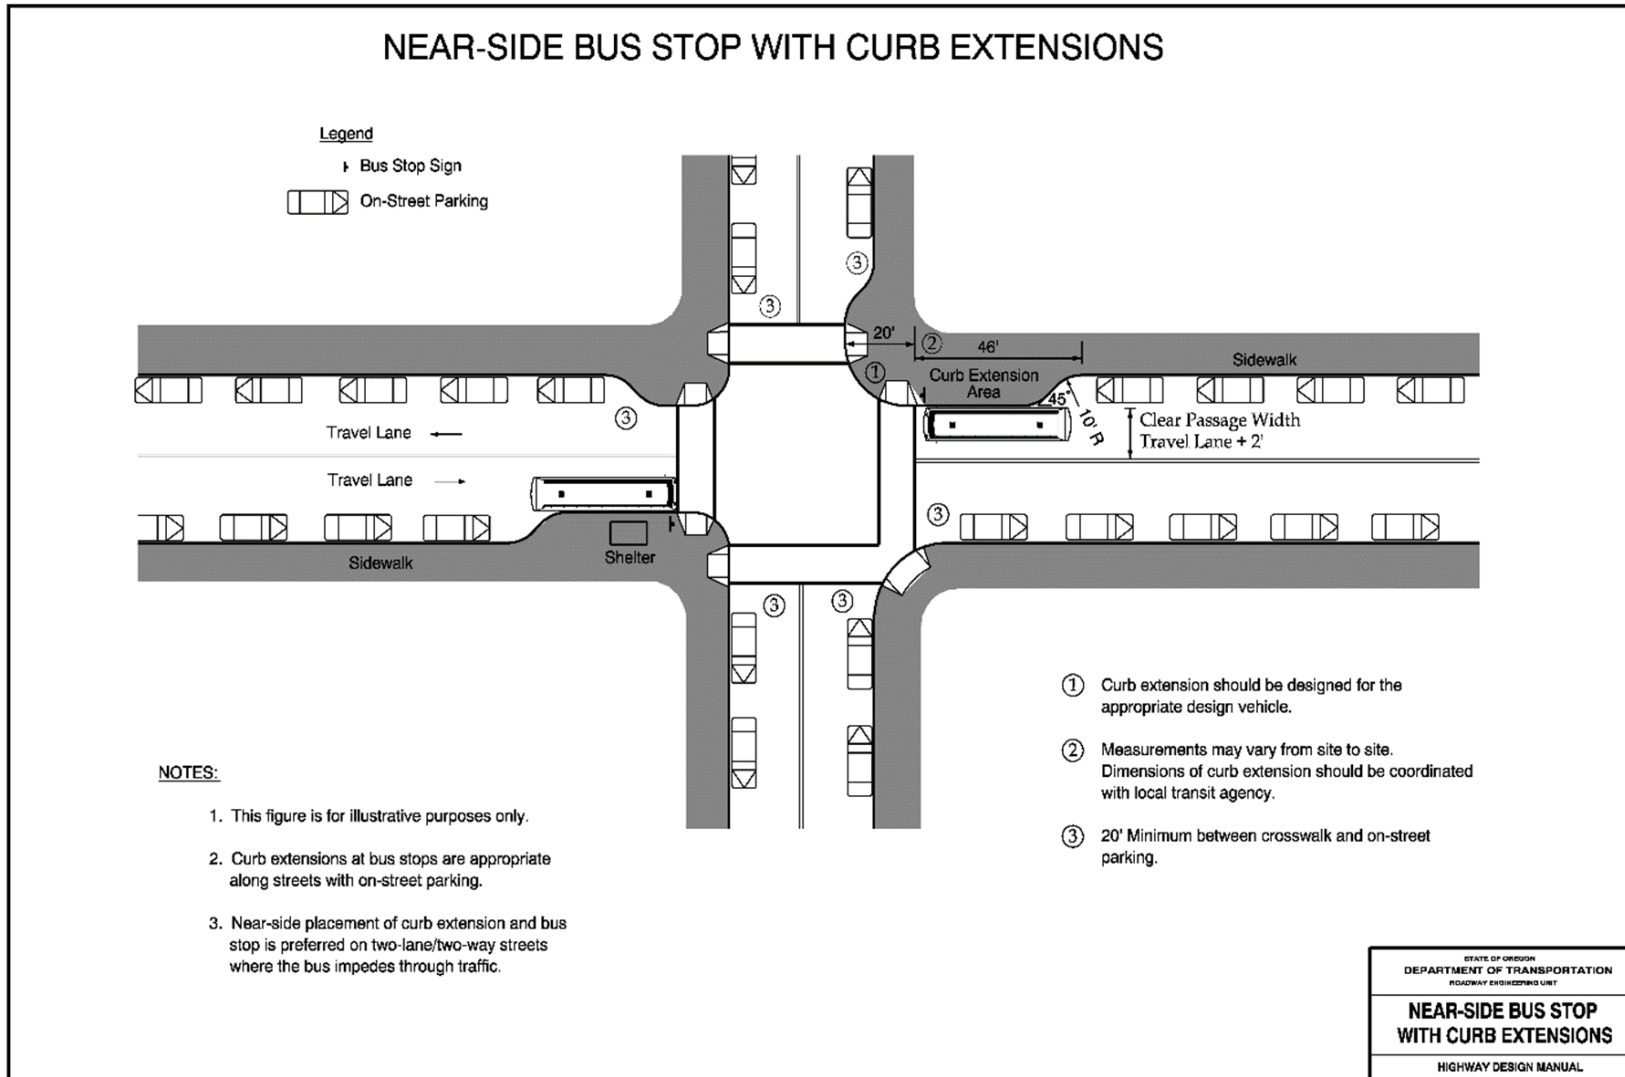 NEAR-SIDE BUS STOP WITH CURB EXTENSIONS
Legend
Bus Stop Sign
On-Street Parking
3
3
20'
2
46'
Sidewalk
1
Curb Extension
Area
45°
10' R
Clear Passage Width
Travel Lane + 2'
3
Travel Lane
Travel Lane
3
Shelter
Sidewalk
3
3
1 Curb extension should be designed for the
appropriate design vehicle.
2 Measurements may vary from site to site.
Dimensions of curb extension should be coordinated
with local transit agency.
3 20' Minimum between crosswalk and on-street
parking.
NOTES:
1. This figure is for illustrative purposes only.
2. Curb extensions at bus stops are appropriate
along streets with on-street parking.
3. Near-side placement of curb extension and bus
stop is preferred on two-lane/two-way streets
where the bus impedes through traffic.
STATE OF OREGON
DEPARTMENT OF TRANSPORTATION
ROADWAY ENGINEERING UNIT
NEAR-SIDE BUS STOP
WITH CURB EXTENSIONS
HIGHWAY DESIGN MANUAL